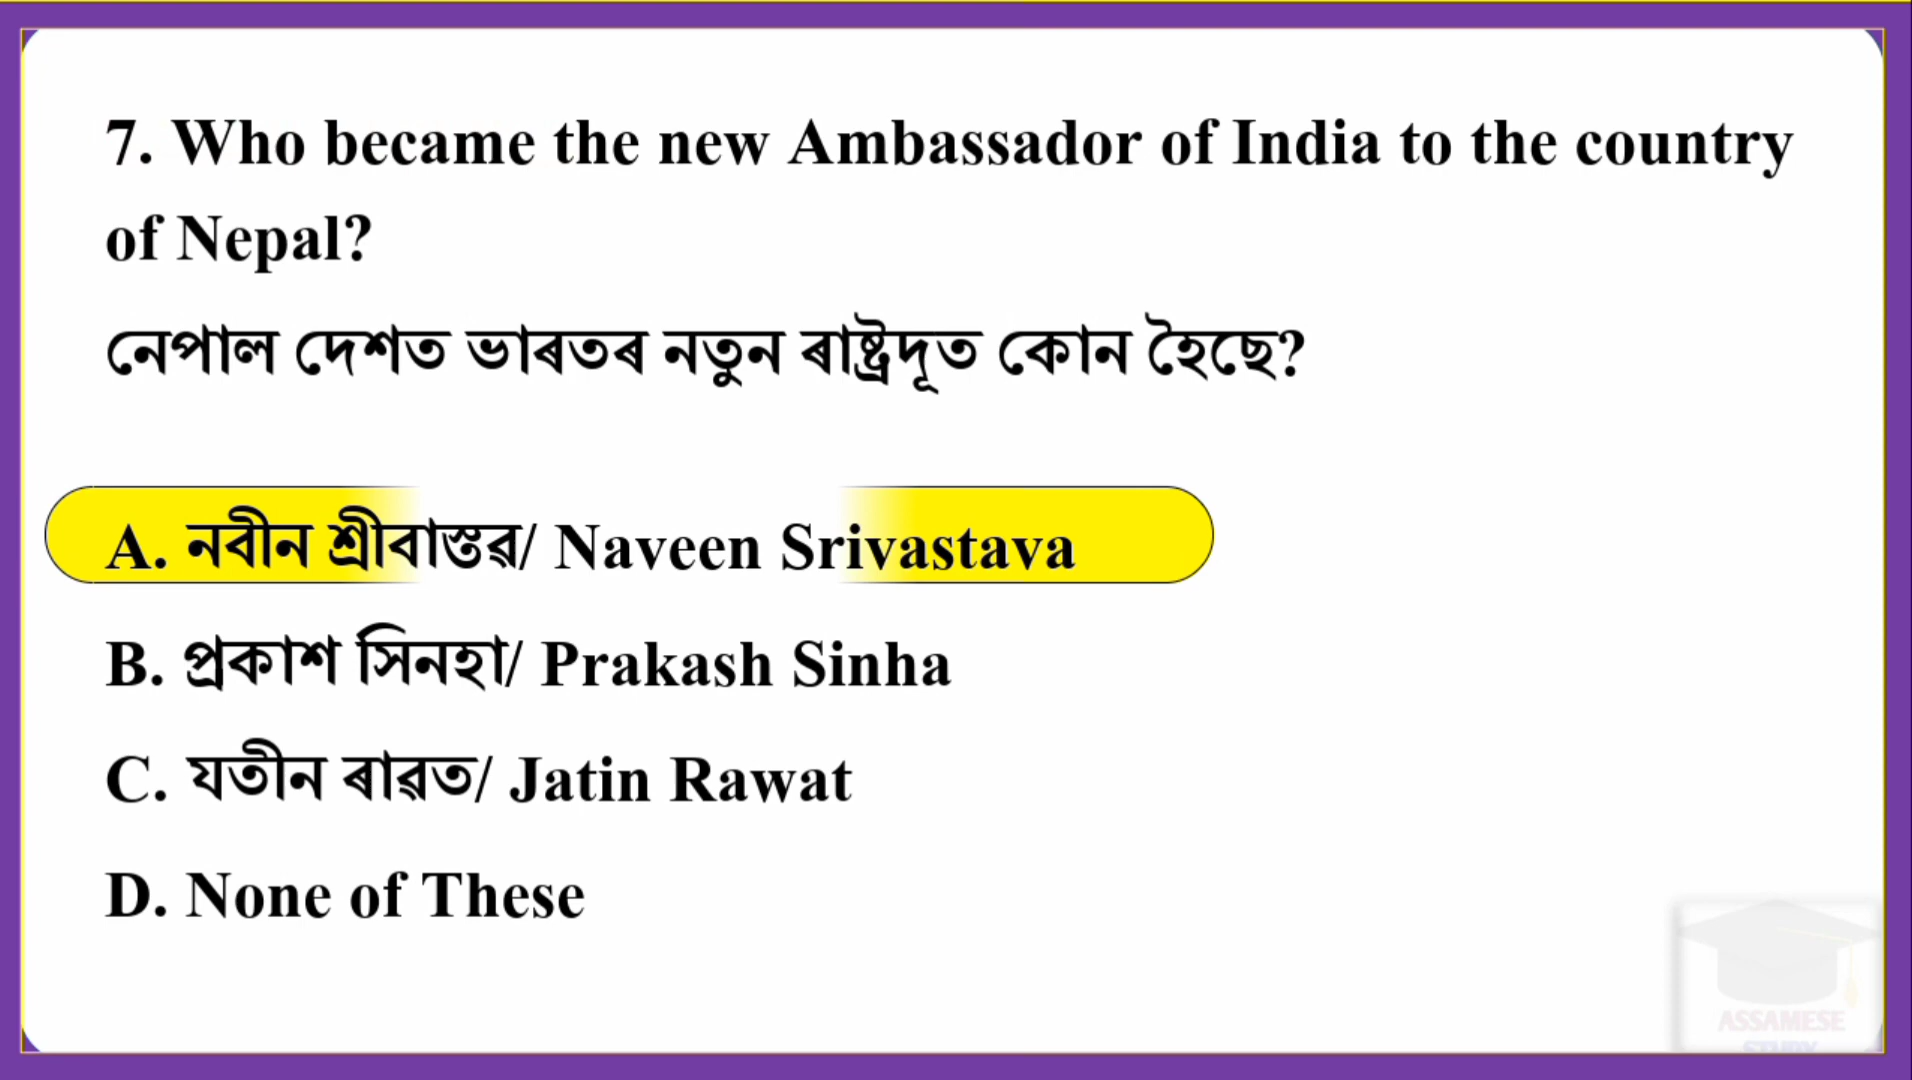 7. Who became the new Ambassador of India to the country
of Nepal?
নেপাল দেশত ভাৰতৰ নতুন ৰাষ্ট্ৰদূত কোন হৈছে?
A. নবীন শ্ৰীবাস্তৱ/ Naveen Srivastava
B. প্ৰকাশ সিনহা/ Prakash Sinha
C. যতীন ৰাৱত/ Jatin Rawat
D. None of These
ASSAMESE
STUDY